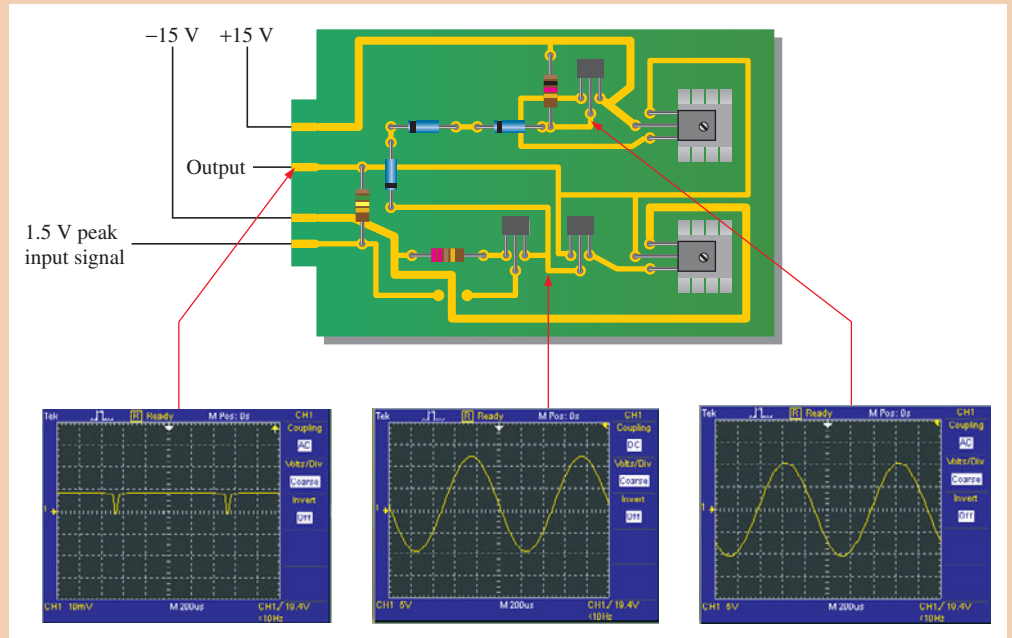 −15 V +15 V
Output
1.5 V peak
input signal
Tek R Ready M Pos: 0s CH1
Coupling
AC
Volts/Div
Coarse
Invert
Off
1
CH1 10mV M 200us CH1 / 19.4V
<10Hz
Tek R Ready M Pos: 0s CH1
Coupling
DC
Volts/Div
Coarse
Invert
Off
1
CH1 5V M 200us CH1 / 19.4V
<10Hz
Tek R Ready M Pos: 0s CH1
Coupling
AC
Volts/Div
Coarse
Invert
Off
1
CH1 5V M 200us CH1 / 19.4V
<10Hz